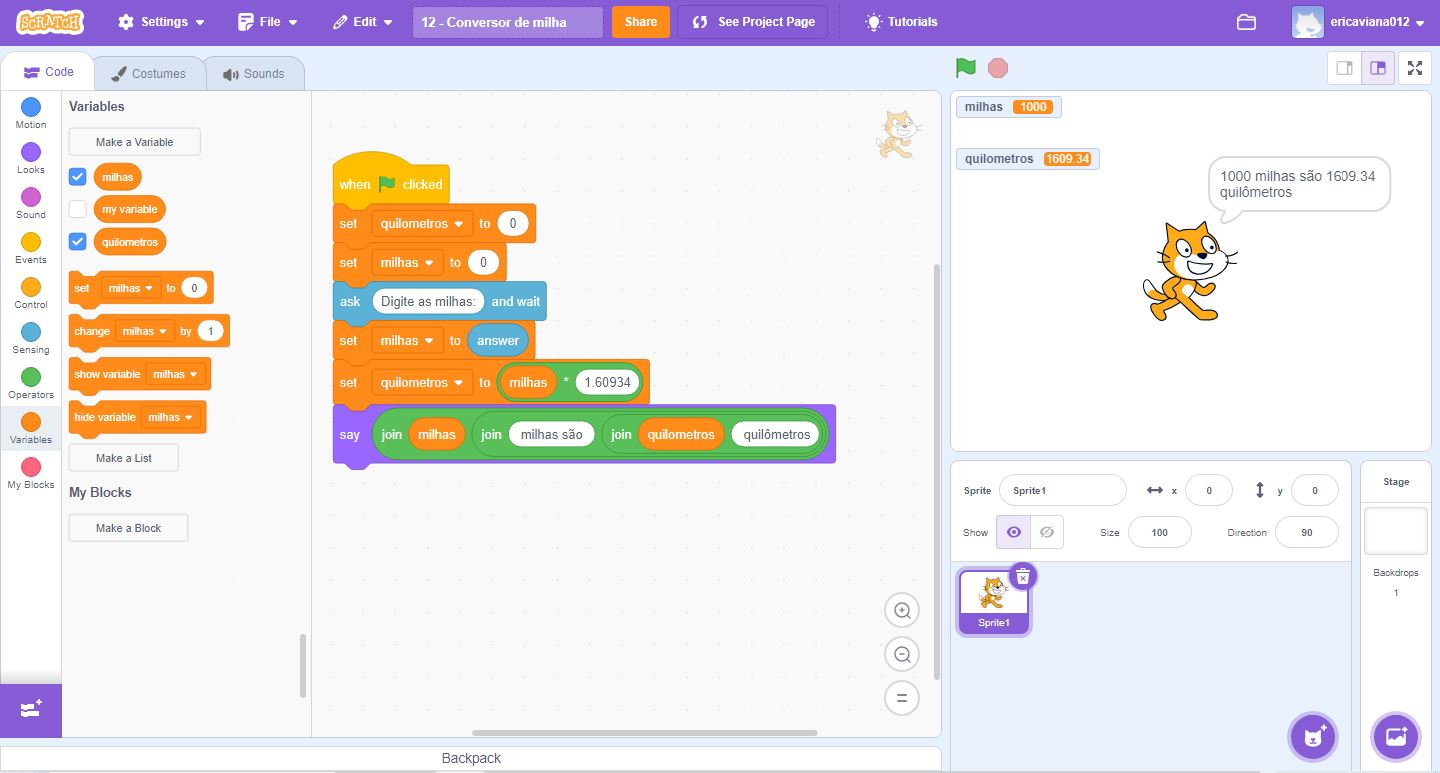 SCRATCH Settings File Edit 12 - Conversor de milha Share See Project Page Tutorials ericaviana012
Code Costumes Sounds
Motion
Looks
Sound
Events
Control
Sensing
Operators
Variables
My Blocks
Variables
Make a Variable
milhas
my variable
quilometros
set milhas to 0
change milhas by 1
show variable milhas
hide variable milhas
Make a List
My Blocks
Make a Block
when clicked
set quilometros to 0
set milhas to 0
ask Digite as milhas: and wait
set milhas to answer
set quilometros to milhas * 1.60934
say join milhas join milhas são join quilometros quilômetros
=
Backpack
milhas 1000
quilometros 1609.34
1000 milhas são 1609.34
quilômetros
Sprite Sprite1 x 0 y 0
Show Size 100 Direction 90
Sprite1
Stage
Backdrops
1